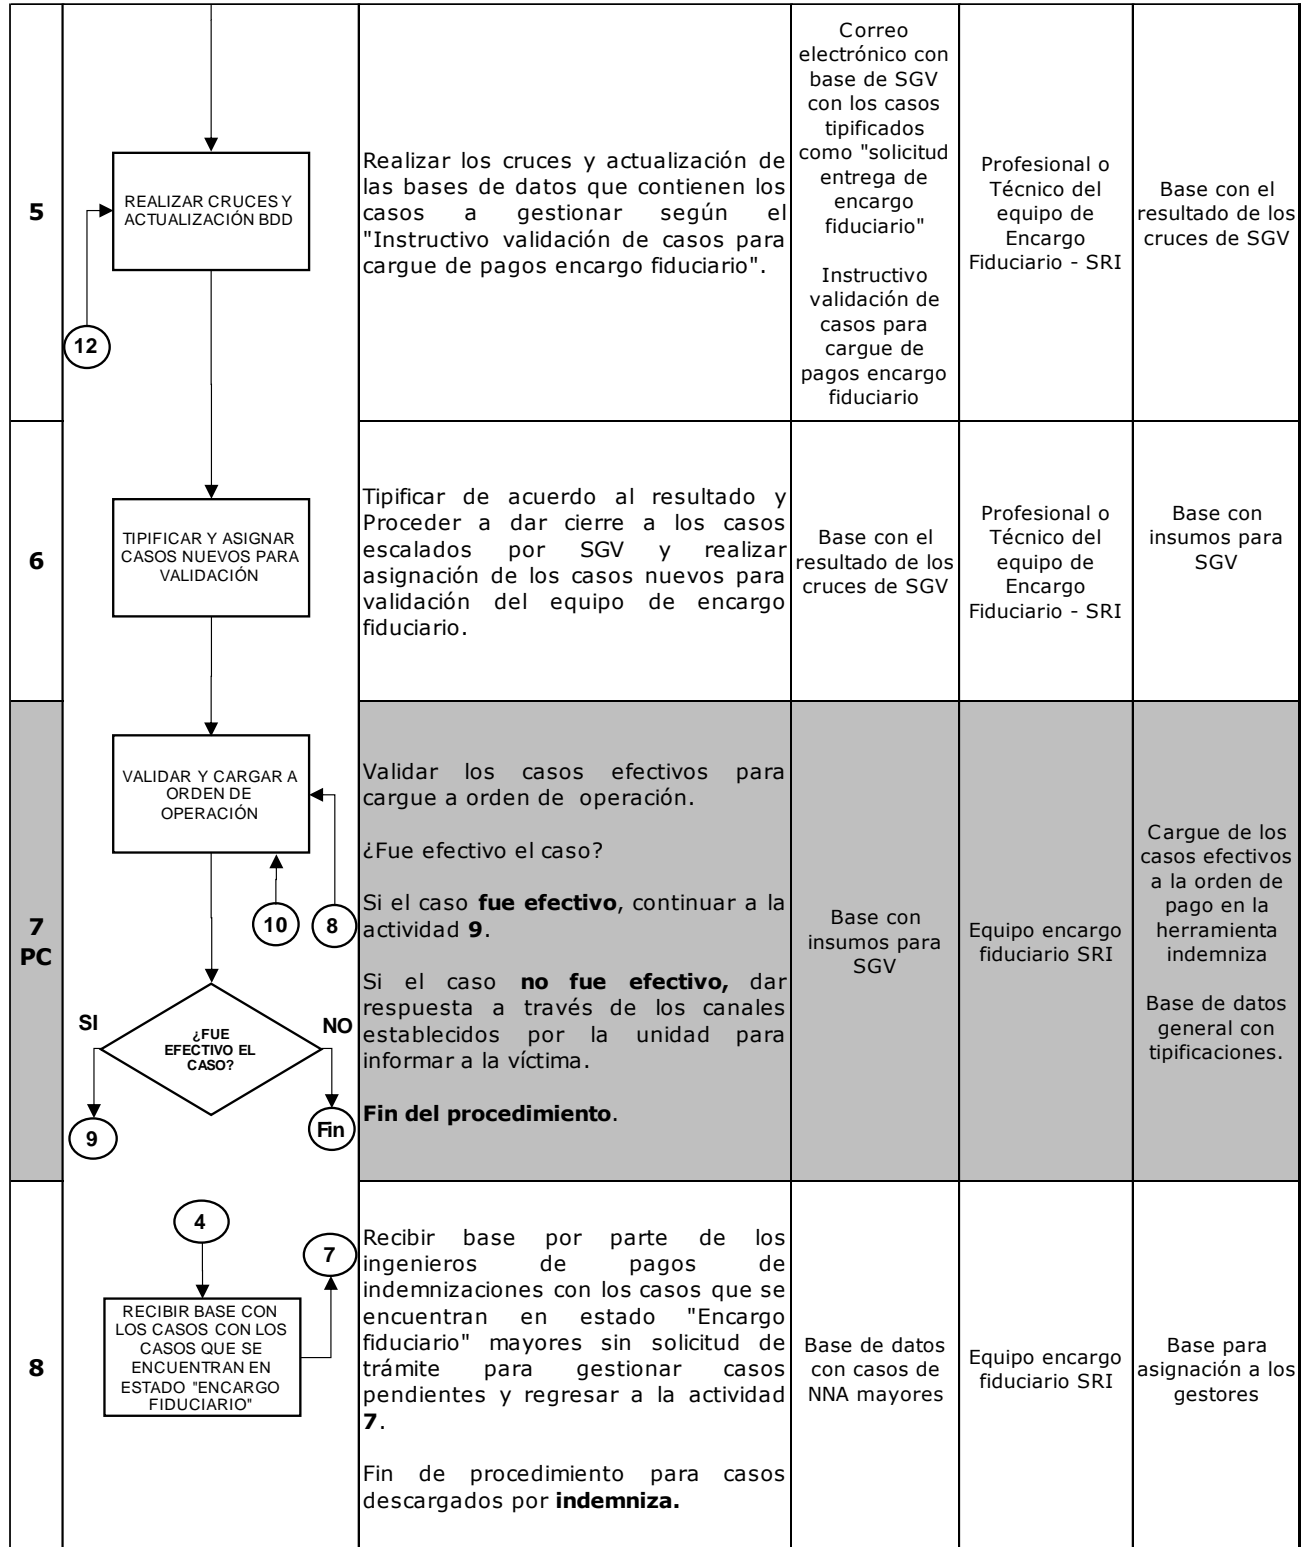 5
REALIZAR CRUCES Y
ACTUALIZACIÓN BDD
12
Realizar los cruces y actualización de
las bases de datos que contienen los
casos a gestionar según el
"Instructivo validación de casos para
cargue de pagos encargo fiduciario".
Correo
electrónico con
base de SGV
con los casos
tipificados
como "solicitud
entrega de
encargo
fiduciario"
Instructivo
validación de
casos para
cargue de
pagos encargo
fiduciario
Profesional o
Técnico del
equipo de
Encargo
Fiduciario - SRI
Base con el
resultado de los
cruces de SGV
6
TIPIFICAR Y ASIGNAR
CASOS NUEVOS PARA
VALIDACIÓN
Tipificar de acuerdo al resultado y
Proceder a dar cierre a los casos
escalados por SGV y realizar
asignación de los casos nuevos para
validación del equipo de encargo
fiduciario.
Base con el
resultado de los
cruces de SGV
Profesional o
Técnico del
equipo de
Encargo
Fiduciario - SRI
Base con
insumos para
SGV
7
PC
VALIDAR Y CARGAR A
ORDEN DE
OPERACIÓN
10
8
SI
¿FUE
EFECTIVO EL
CASO?
NO
9
Fin
Validar los casos efectivos para
cargue a orden de operación.
¿Fue efectivo el caso?
Si el caso fue efectivo, continuar a la
actividad 9.
Si el caso no fue efectivo, dar
respuesta a través de los canales
establecidos por la unidad para
informar a la víctima.
Fin del procedimiento.
Base con
insumos para
SGV
Equipo encargo
fiduciario SRI
Cargue de los
casos efectivos
a la orden de
pago en la
herramienta
indemniza
Base de datos
general con
tipificaciones.
8
4
7
RECIBIR BASE CON
LOS CASOS CON LOS
CASOS QUE SE
ENCUENTRAN EN
ESTADO "ENCARGO
FIDUCIARIO"
Recibir base por parte de los
ingenieros de pagos de
indemnizaciones con los casos que se
encuentran en estado "Encargo
fiduciario" mayores sin solicitud de
trámite para gestionar casos
pendientes y regresar a la actividad
7.
Fin de procedimiento para casos
descargados por indemniza.
Base de datos
con casos de
NNA mayores
Equipo encargo
fiduciario SRI
Base para
asignación a los
gestores